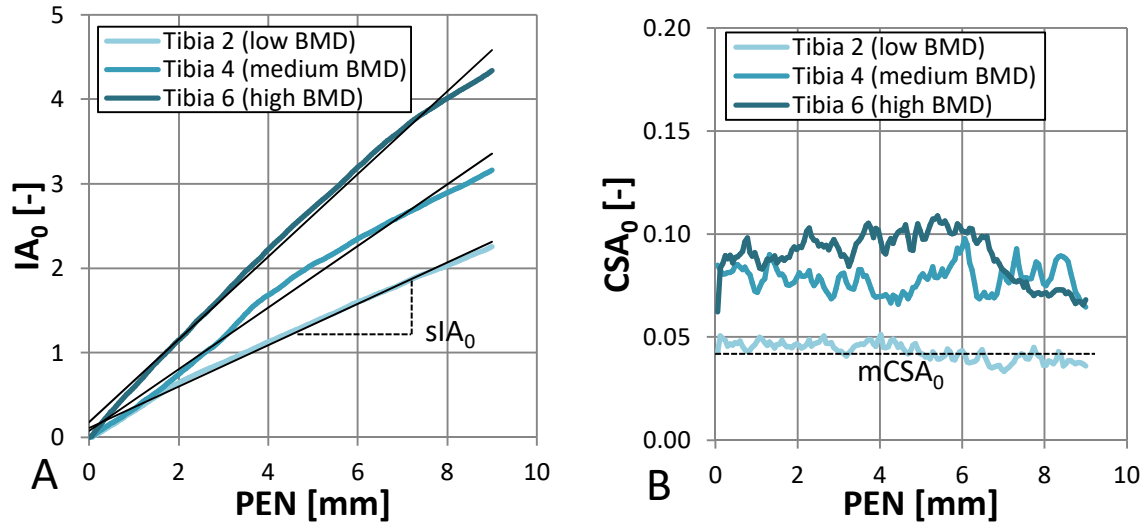 5
4
3
2
1
0
IA₀ [-]
Tibia 2 (low BMD)
Tibia 4 (medium BMD)
Tibia 6 (high BMD)
sIA₀
0 2 4 6 8 10
A
PEN [mm]
0.20
0.15
0.10
0.05
0.00
CSA₀ [-]
Tibia 2 (low BMD)
Tibia 4 (medium BMD)
Tibia 6 (high BMD)
mCSA₀
0 2 4 6 8 10
B
PEN [mm]